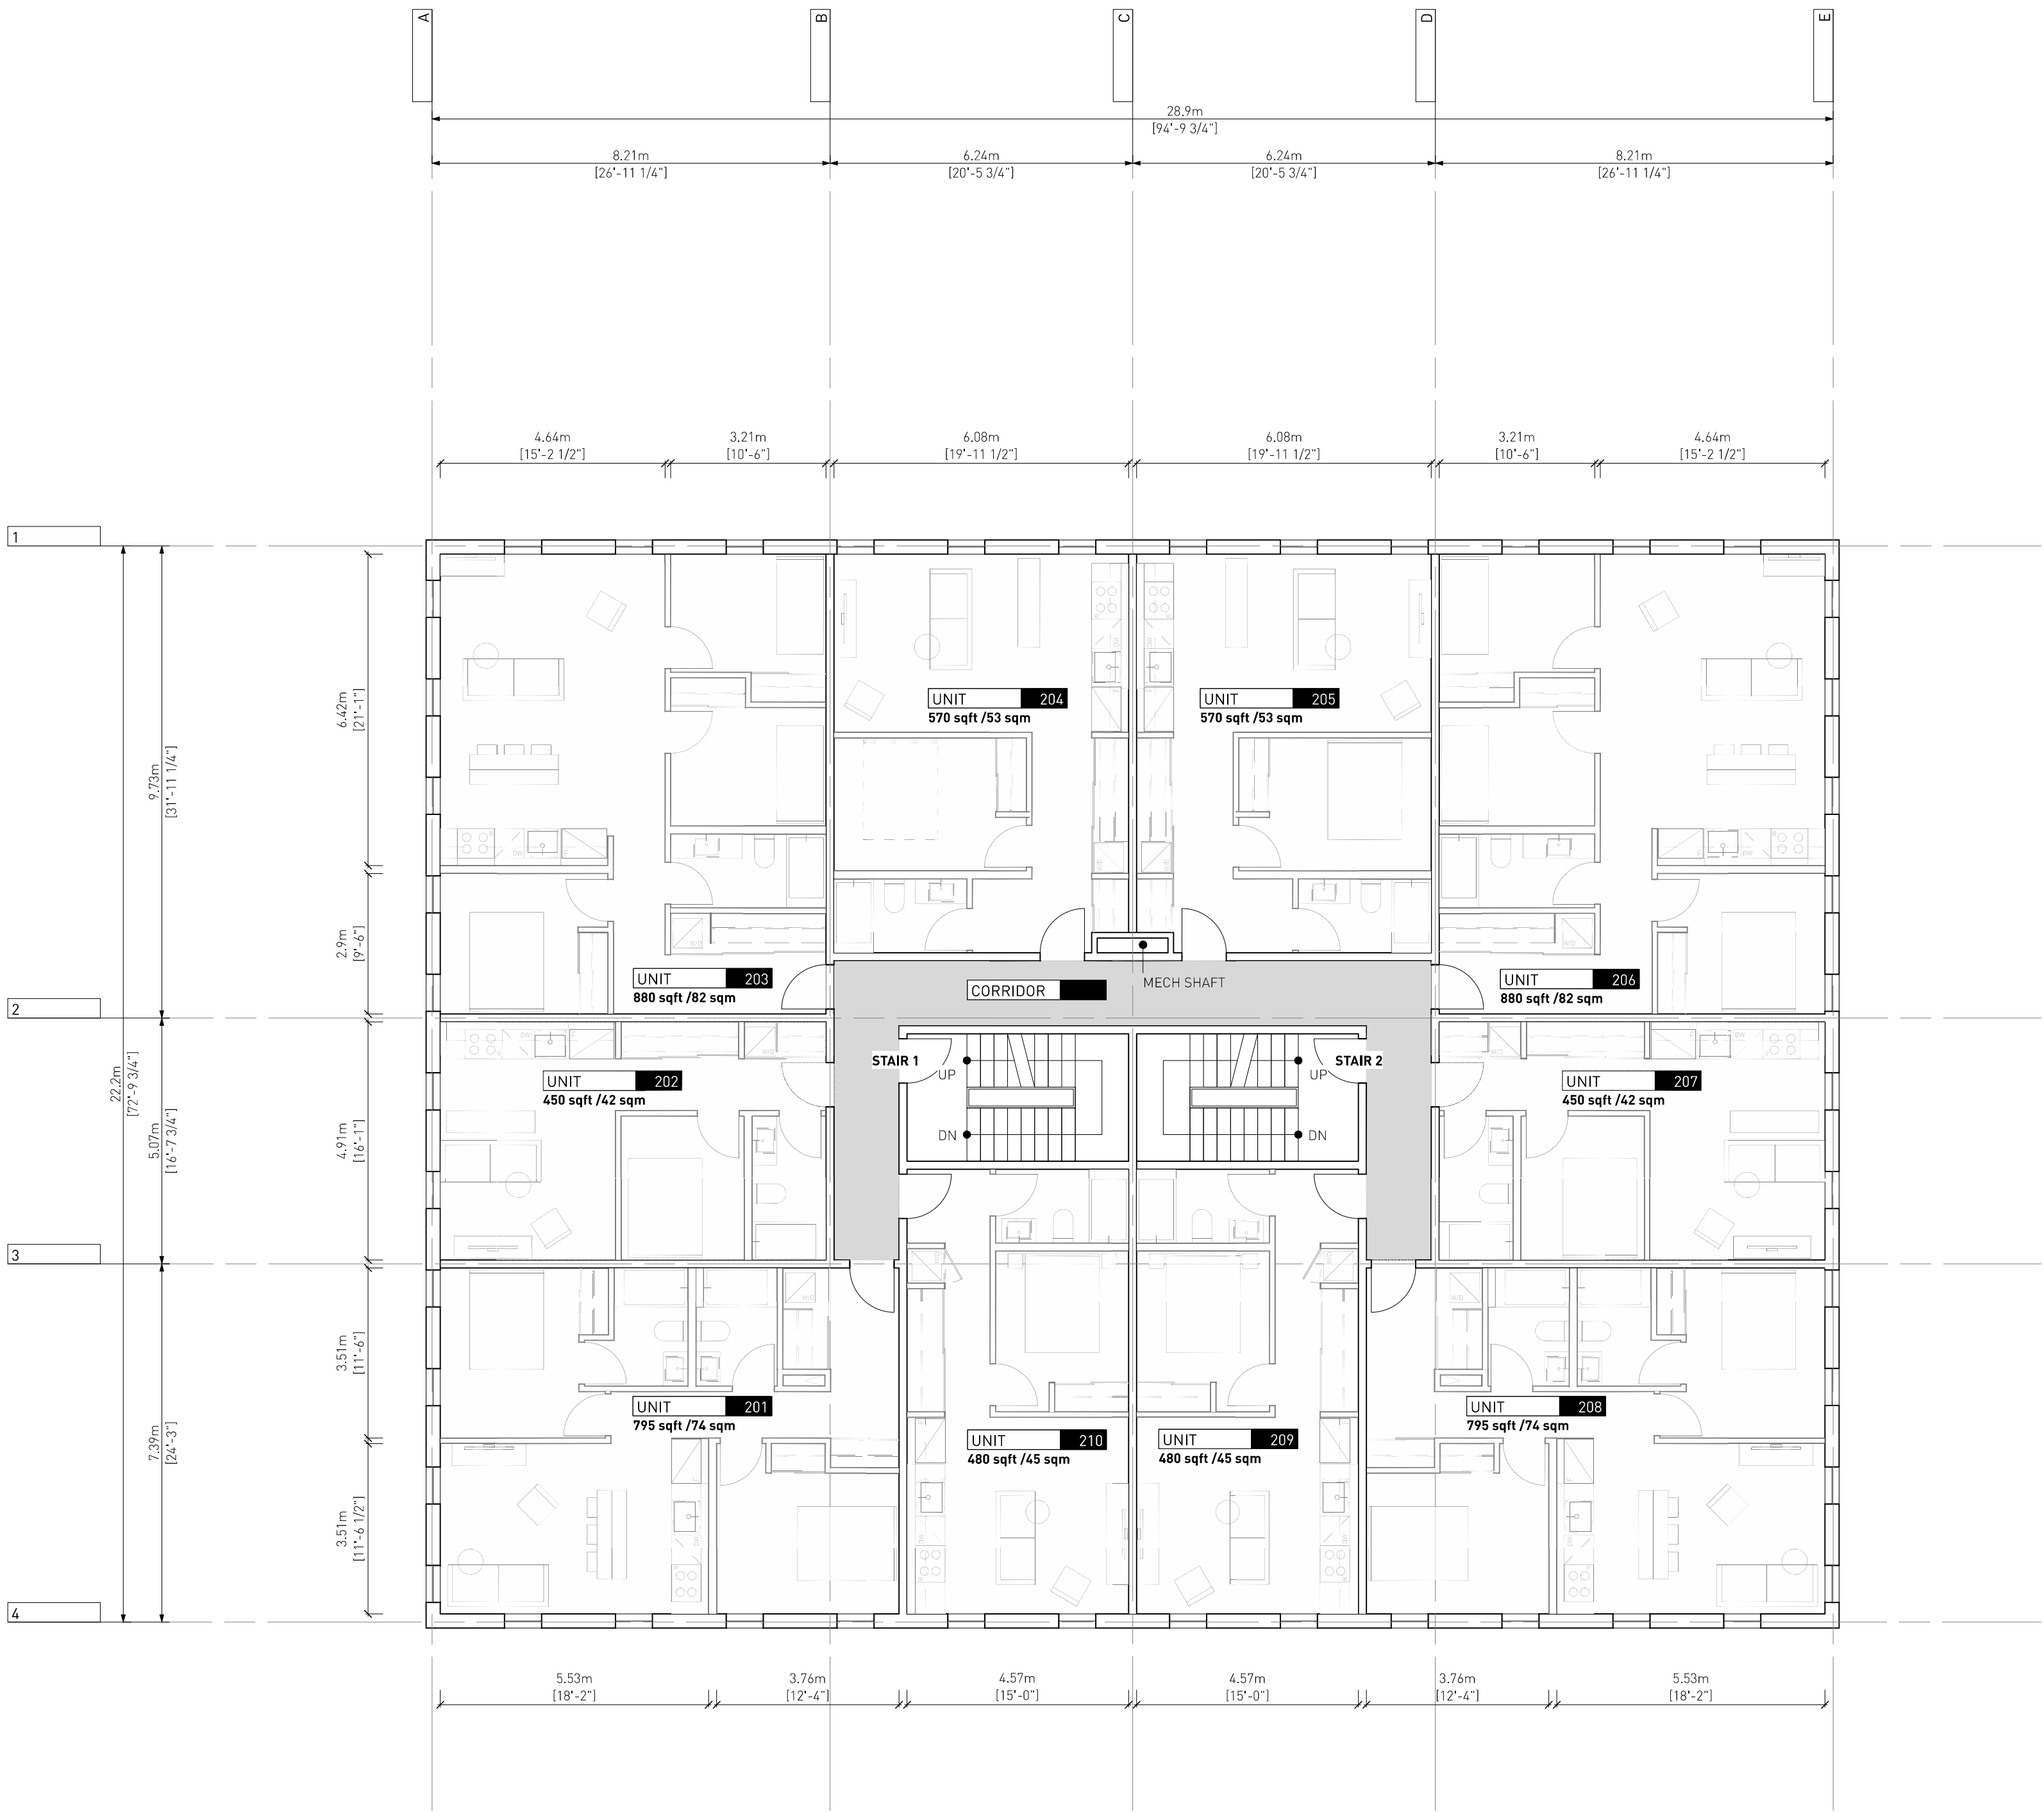 A
B
C
D
E
28.9m
[94'-9 3/4"]
8.21m
[26'-11 1/4"]
6.24m
[20'-5 3/4"]
6.24m
[20'-5 3/4"]
8.21m
[26'-11 1/4"]
4.64m
[15'-2 1/2"]
3.21m
[10'-6"]
6.08m
[19'-11 1/2"]
6.08m
[19'-11 1/2"]
3.21m
[10'-6"]
4.64m
[15'-2 1/2"]
1
2
3
4
22.2m
[72'-9 3/4"]
9.73m
[31'-11 1/4"]
5.07m
[16'-7 3/4"]
7.39m
[24'-3"]
6.42m
[21'-1"]
2.9m
[9'-6"]
4.91m
[16'-1"]
3.51m
[11'-6"]
3.51m
[11'-6 1/2"]
UNIT 204
570 sqft /53 sqm
UNIT 205
570 sqft /53 sqm
UNIT 203
880 sqft /82 sqm
CORRIDOR
MECH SHAFT
UNIT 206
880 sqft /82 sqm
STAIR 1
UP
DN
STAIR 2
UP
DN
UNIT 202
450 sqft /42 sqm
UNIT 207
450 sqft /42 sqm
UNIT 201
795 sqft /74 sqm
UNIT 210
480 sqft /45 sqm
UNIT 209
480 sqft /45 sqm
UNIT 208
795 sqft /74 sqm
DW
F
W/D
DW
W/D
DW
W/D
F
DW
W/D
DW
F
W/D
W/D
F
DW
W/D
W/D
W/D
W/D
F
DW
F
DW
5.53m
[18'-2"]
3.76m
[12'-4"]
4.57m
[15'-0"]
4.57m
[15'-0"]
3.76m
[12'-4"]
5.53m
[18'-2"]